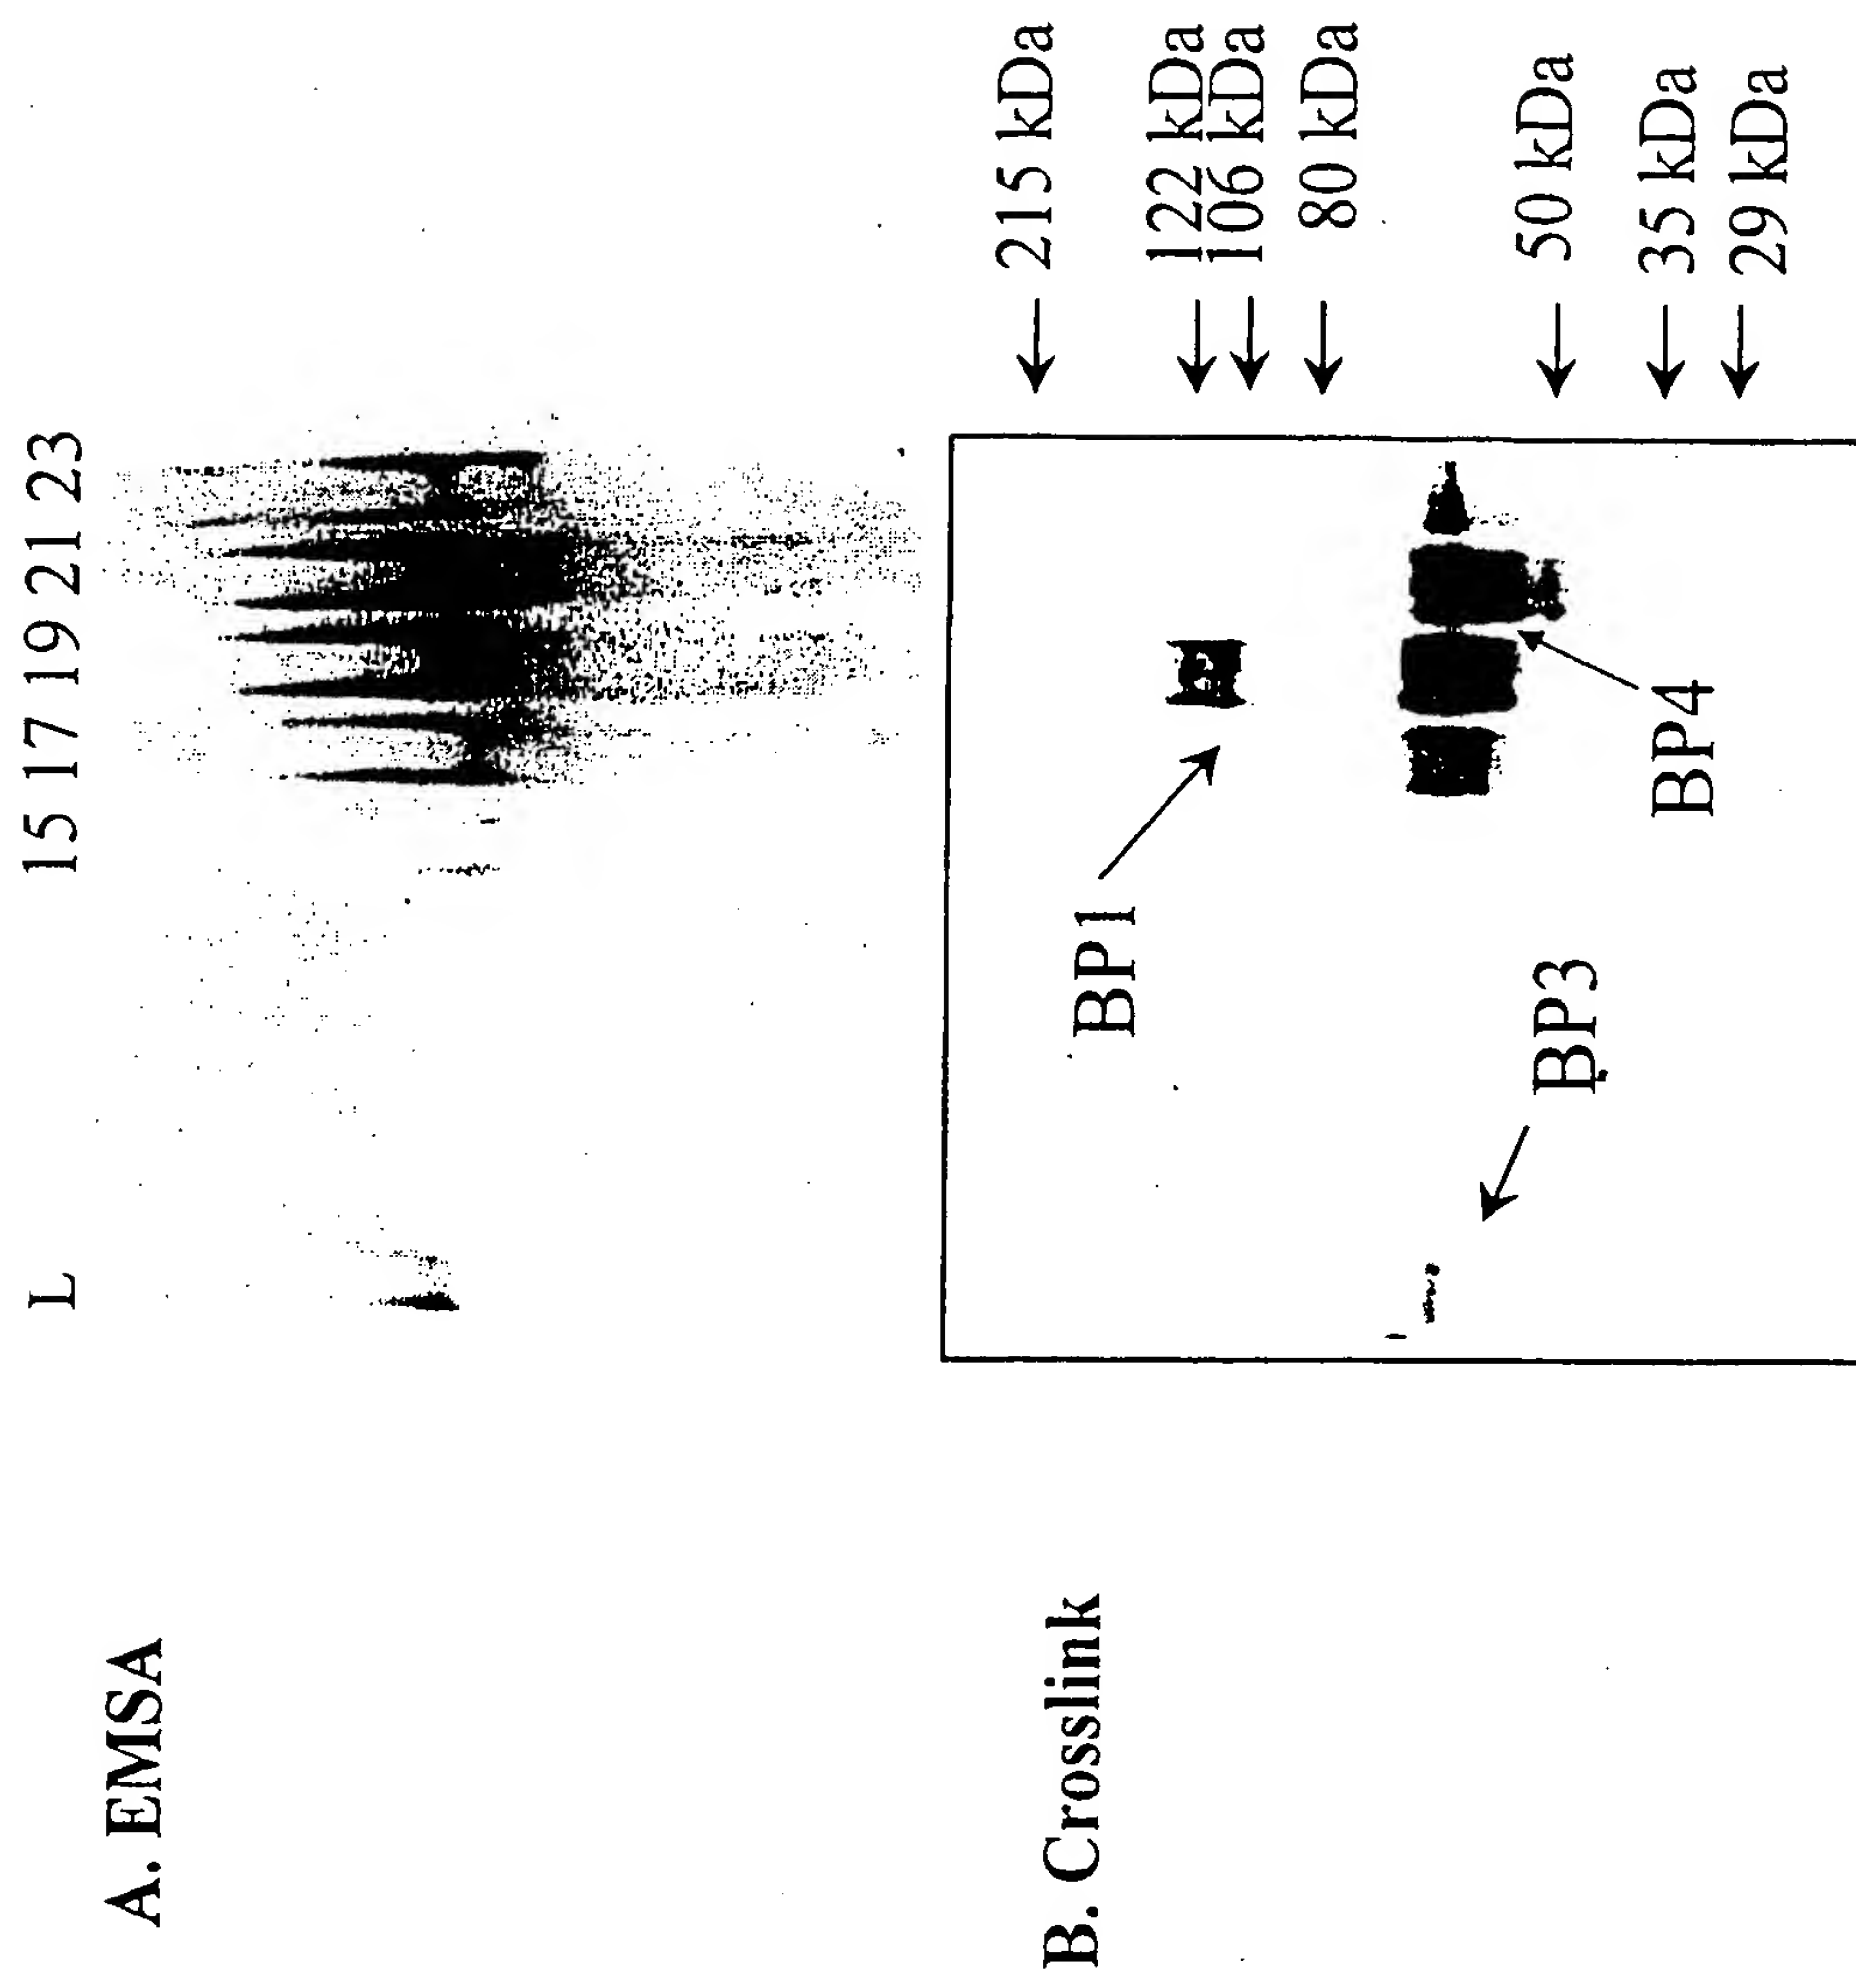 A. EMSA
L 15 17 19 21 23
B. Crosslink
BP1
BP3
BP4
215 kDa
122 kDa
106 kDa
80 kDa
50 kDa
35 kDa
29 kDa